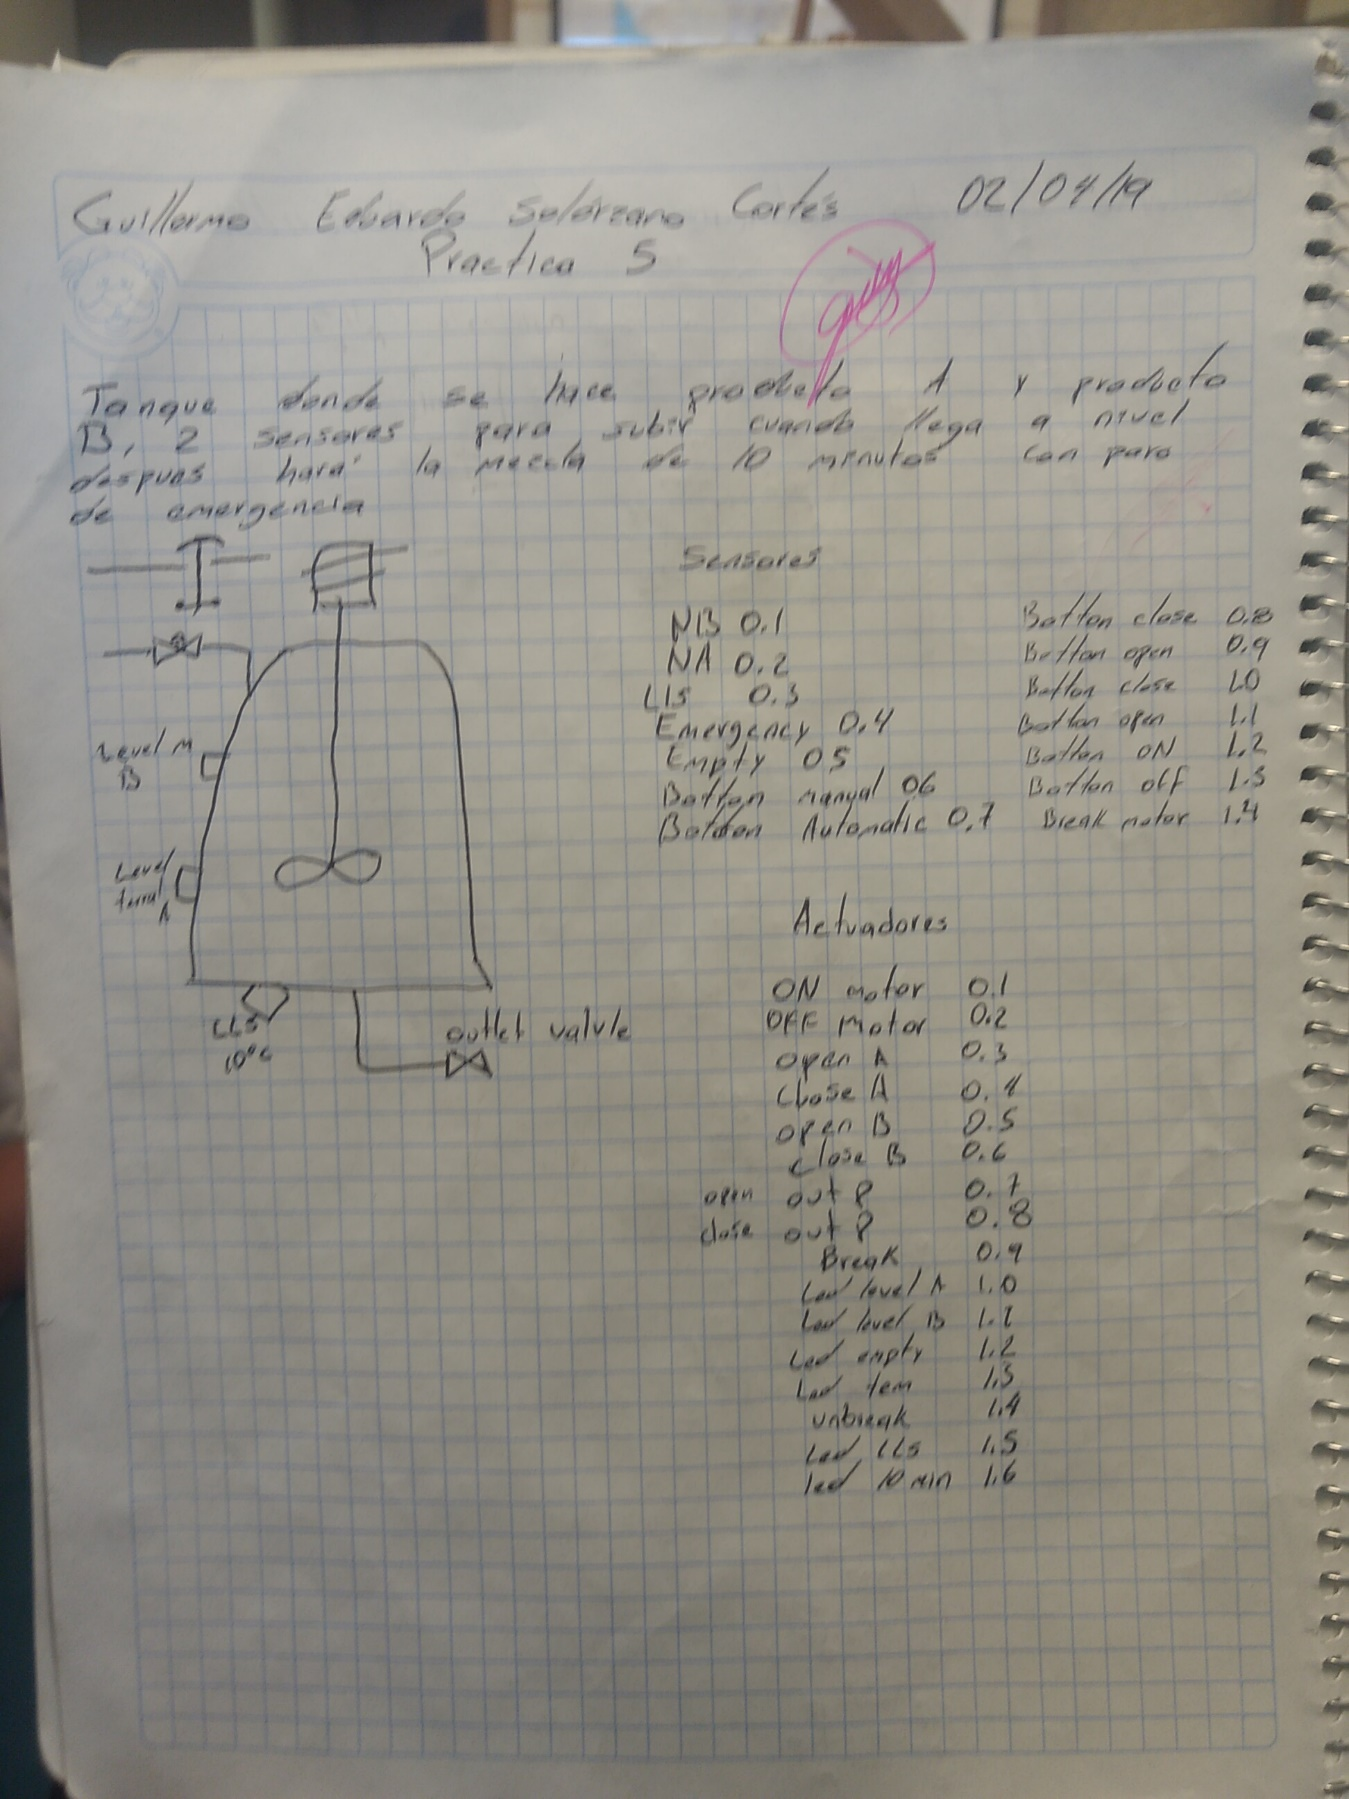 Guillermo Eduardo Solórzano Cortés 02/04/19
Practica 5
Tanque donde se hace producto A y producto
B, 2 sensores para subir cuando llega a nivel
despues hará la mezcla de 10 minutos con paro
de emergencia
Sensores
NB 0.1
NA 0.2
LIS 0.3
Emergency 0.4
Empty 05
Botton manual 06
Botton Automatic 0.7
Botton close 0.8
Botton open 0.9
Botton close 1.0
Botton open 1.1
Botton ON 1.2
Botton off 1.3
Break motor 1.4
Level M
B
Level
A
LLS
10°c
outlet valvle
Actuadores
ON motor 0.1
OFF Motor 0.2
open A 0.3
close A 0.4
open B 0.5
close B 0.6
open out P 0.7
close out P 0.8
Break 0.9
Led level A 1.0
Led level B 1.1
Led empty 1.2
Led tem 1.3
unbreak 1.4
Led LLS 1.5
led 10 min 1.6